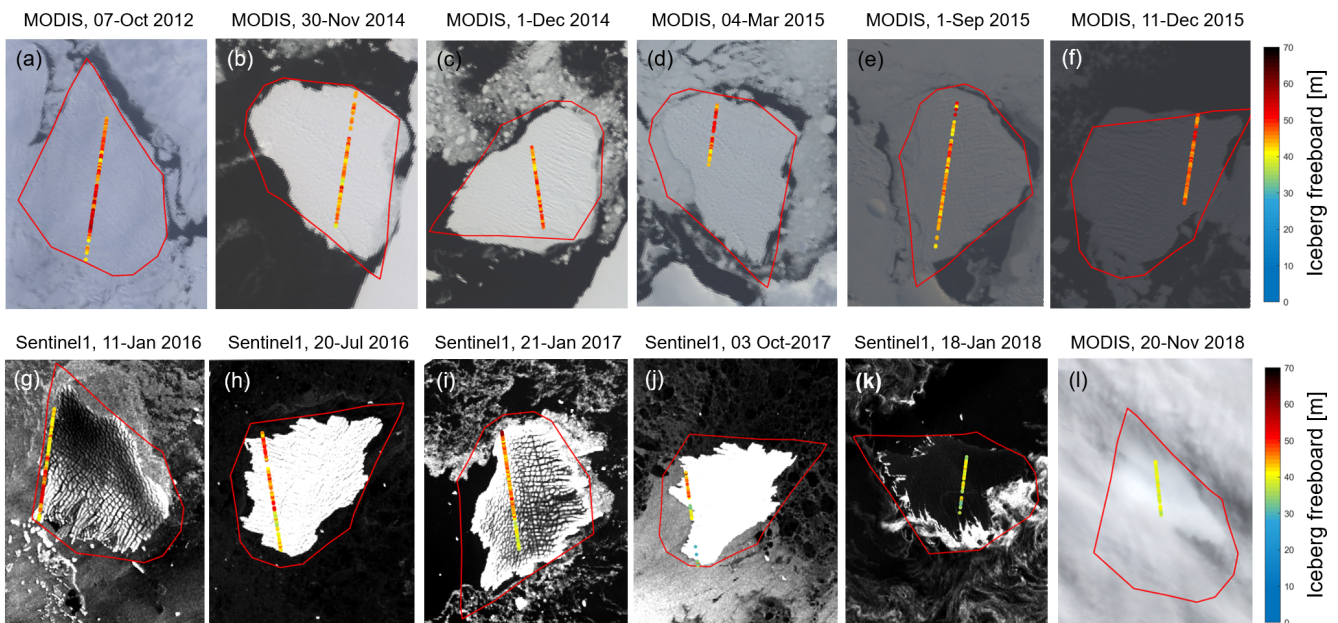 MODIS, 07-Oct 2012
MODIS, 30-Nov 2014
MODIS, 1-Dec 2014
MODIS, 04-Mar 2015
MODIS, 1-Sep 2015
MODIS, 11-Dec 2015
(a)
(b)
(c)
(d)
(e)
(f)
70
60
50
40
30
20
10
0
Iceberg freeboard [m]
Sentinel1, 11-Jan 2016
Sentinel1, 20-Jul 2016
Sentinel1, 21-Jan 2017
Sentinel1, 03 Oct-2017
Sentinel1, 18-Jan 2018
MODIS, 20-Nov 2018
(g)
(h)
(i)
(j)
(k)
(l)
70
60
50
40
30
20
10
0
Iceberg freeboard [m]